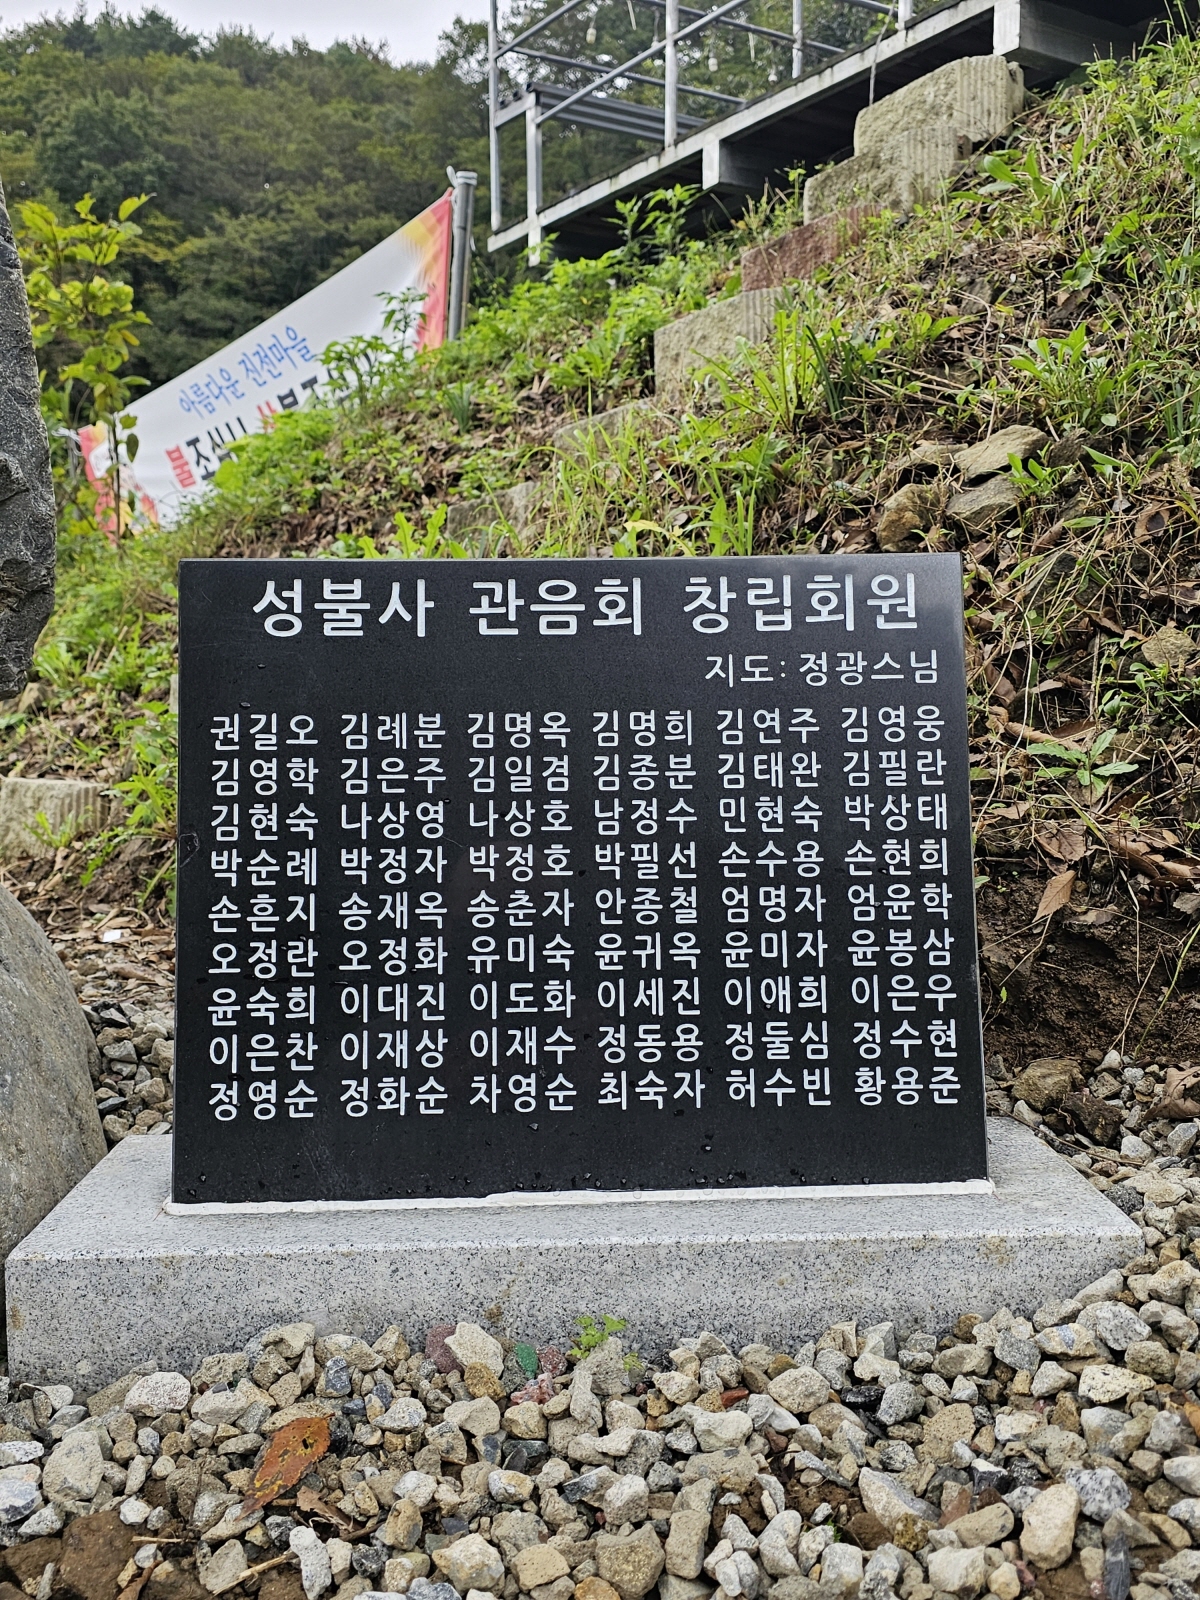 아름다운 진전마을
불조심
성불사 관음회 창립회원
지도: 정광스님
권길오 김례분 김명옥 김명희 김연주 김영웅
김영학 김은주 김일겸 김종분 김태완 김필란
김현숙 나상영 나상호 남정수 민현숙 박상태
박순례 박정자 박정호 박필선 손수용 손현희
손흔지 송재옥 송춘자 안종철 엄명자 엄윤학
오정란 오정화 유미숙 윤귀옥 윤미자 윤봉삼
윤숙희 이대진 이도화 이세진 이애희 이은우
이은찬 이재상 이재수 정동용 정둘심 정수현
정영순 정화순 차영순 최숙자 허수빈 황용준